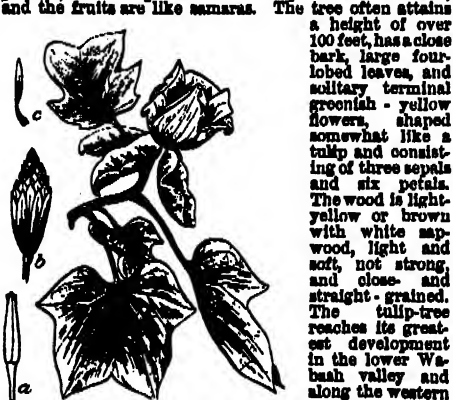 and the fruits are like samaras. The tree often attains
a height of over
100 feet, has a close
bark, large four-
lobed leaves, and
solitary terminal
greenish-yellow
flowers, shaped
somewhat like a
tulip and consist-
ing of three sepals
and six petals.
The wood is light-
yellow or brown
with white sap-
wood, light and
soft, not strong,
and close- and
straight-grained.
The tulip-tree
reaches its great-
est development
in the lower Wa-
bash valley and
along the western
c
b
a